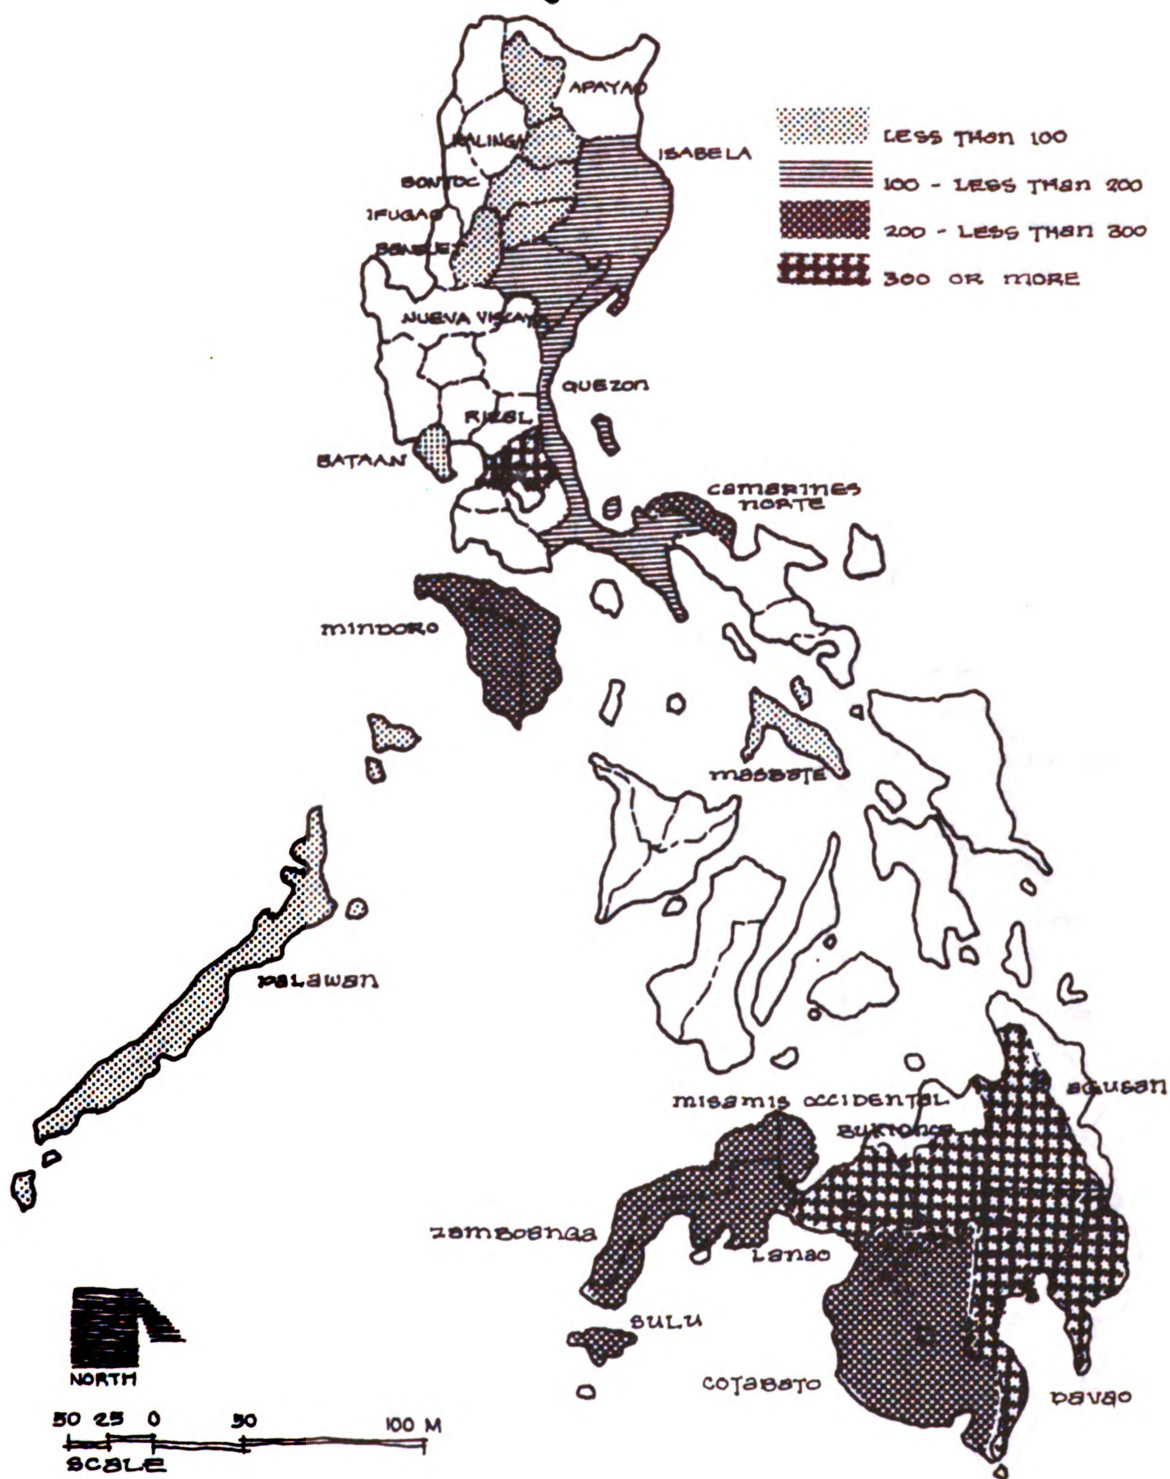 APAYAO
KALINGA
ISABELA
BONTOC
IFUGAO
BENGUET
NUEVA VISCAYA
QUEZON
RIZAL
BATAAN
LESS THAN 100
100 - LESS THAN 200
200 - LESS THAN 300
300 OR MORE
CAMARINES
NORTE
MINDORO
MASBATE
PALAWAN
AGUSAN
MISAMIS OCCIDENTAL
ZAMBOANGA
LANAO
SULU
COTABATO
DAVAO
NORTH
50 25 0 50 100 M
SCALE